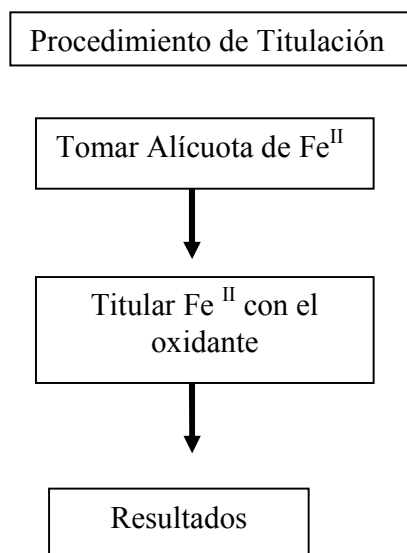 Procedimiento de Titulación
Tomar Alícuota de Fe^II
Titular Fe ^II con el
oxidante
Resultados